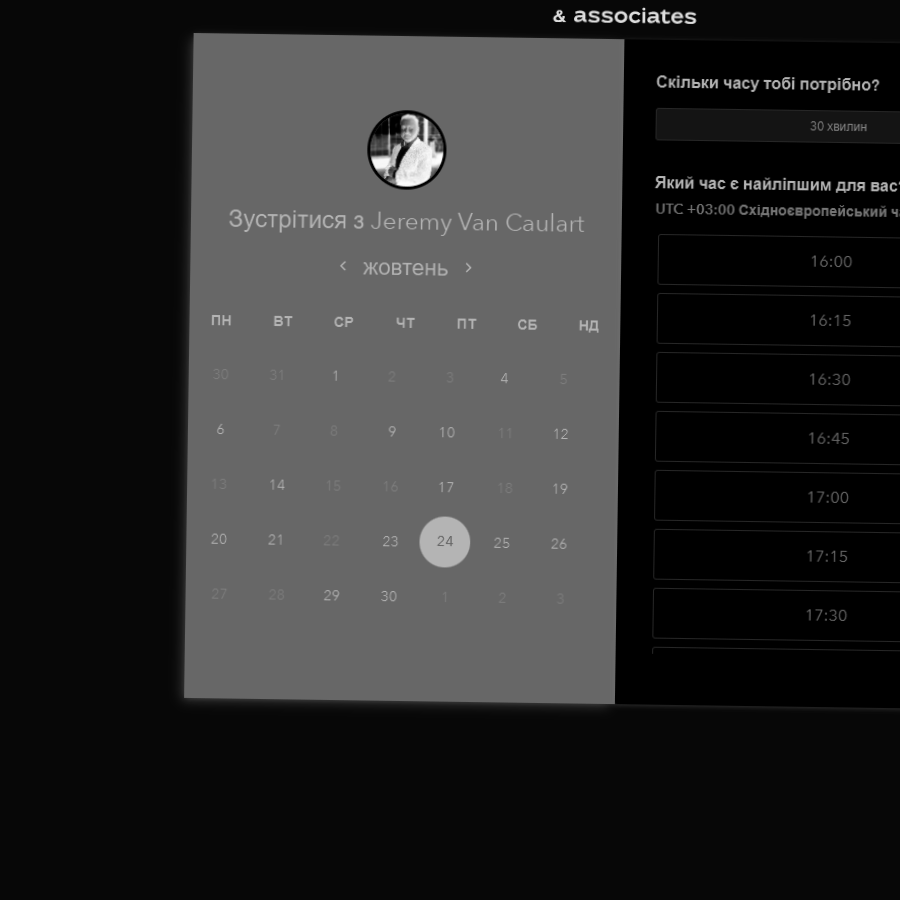 & associates
Зустрітися з Jeremy Van Caulart
жовтень
ПН ВТ СР ЧТ ПТ СБ НД
30 31 1 2 3 4 5
6 7 8 9 10 11 12
13 14 15 16 17 18 19
20 21 22 23 24 25 26
27 28 29 30 1 2 3
Скільки часу тобі потрібно?
30 хвилин
Який час є найліпшим для вас
UTC +03:00 Східноєвропейський
16:00
16:15
16:30
16:45
17:00
17:15
17:30